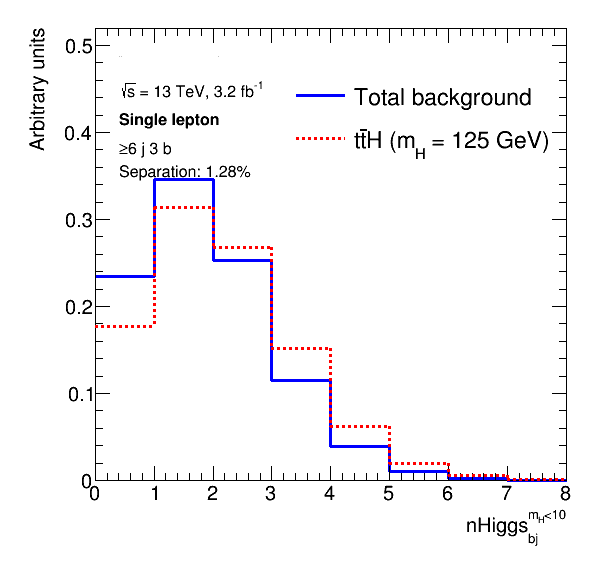 Arbitrary units
0.5
0.4
0.3
0.2
0.1
0
√s = 13 TeV, 3.2 fb⁻¹
Single lepton
≥6 j 3 b
Separation: 1.28%
Total background
tt̄H (m_H = 125 GeV)
0 1 2 3 4 5 6 7 8
nHiggs_bj^{m_H<10}